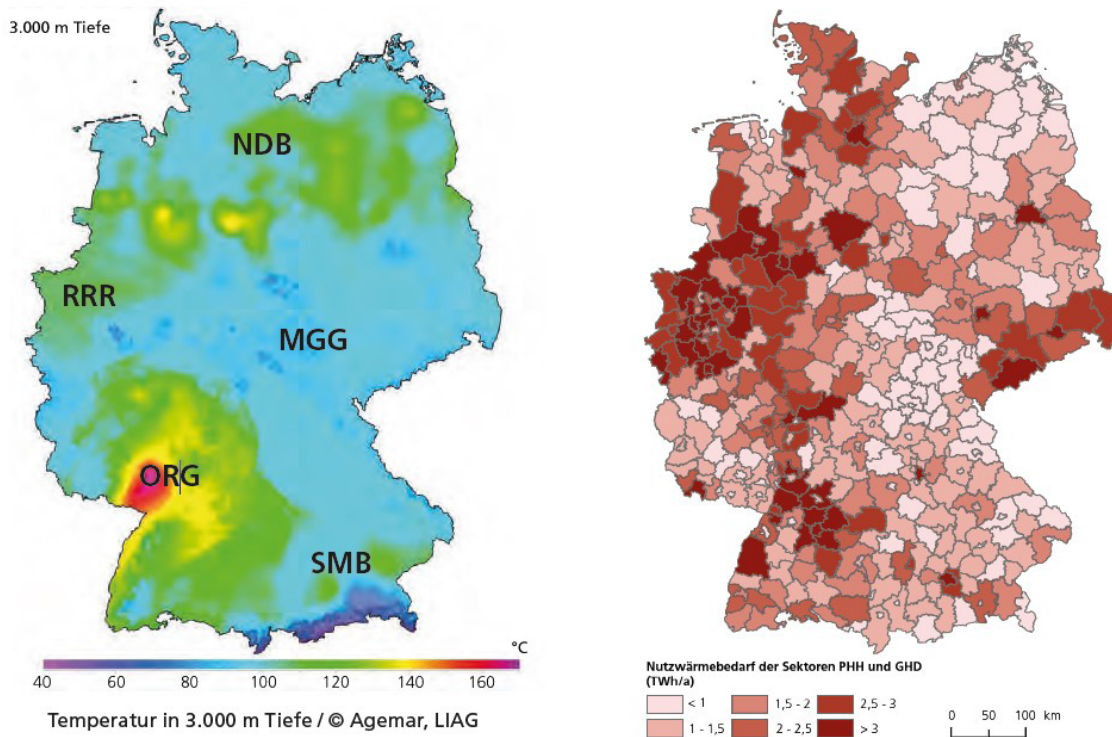 3.000 m Tiefe
NDB
RRR
MGG
ORG
SMB
°C
40 60 80 100 120 140 160
Temperatur in 3.000 m Tiefe / © Agemar, LIAG
Nutzwärmebedarf der Sektoren PHH und GHD
(TWh/a)
< 1 1,5 - 2 2,5 - 3
1 - 1,5 2 - 2,5 > 3
0 50 100 km